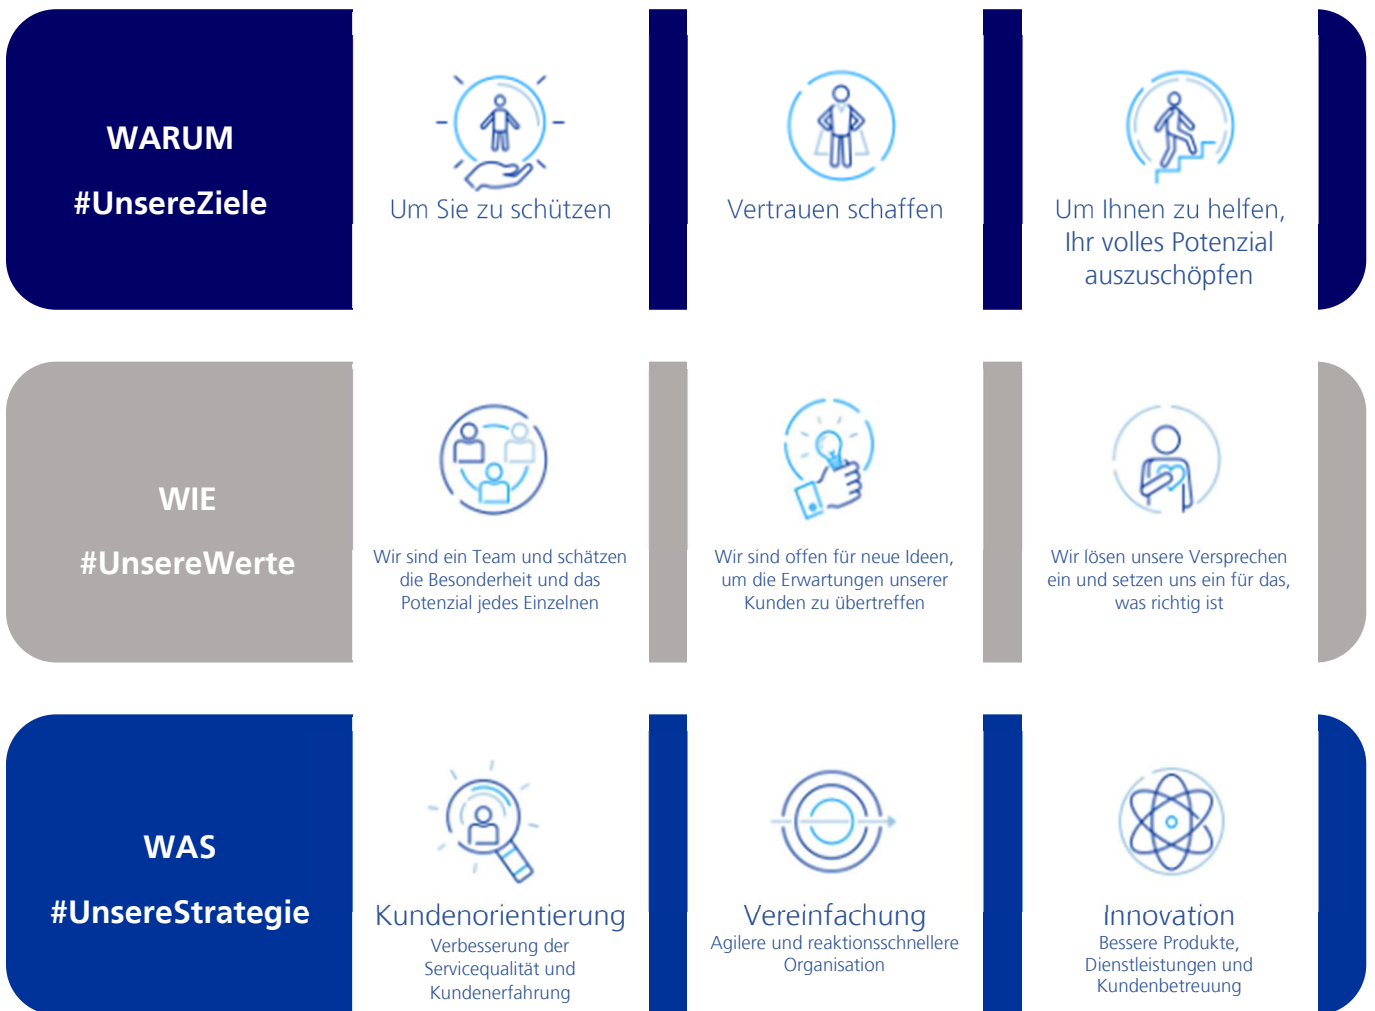 WARUM
#UnsereZiele
Um Sie zu schützen
Vertrauen schaffen
Um Ihnen zu helfen,
Ihr volles Potenzial
auszuschöpfen
WIE
#UnsereWerte
Wir sind ein Team und schätzen
die Besonderheit und das
Potenzial jedes Einzelnen
Wir sind offen für neue Ideen,
um die Erwartungen unserer
Kunden zu übertreffen
Wir lösen unsere Versprechen
ein und setzen uns ein für das,
was richtig ist
WAS
#UnsereStrategie
Kundenorientierung
Verbesserung der
Servicequalität und
Kundenerfahrung
Vereinfachung
Agilere und reaktionsschnellere
Organisation
Innovation
Bessere Produkte,
Dienstleistungen und
Kundenbetreuung